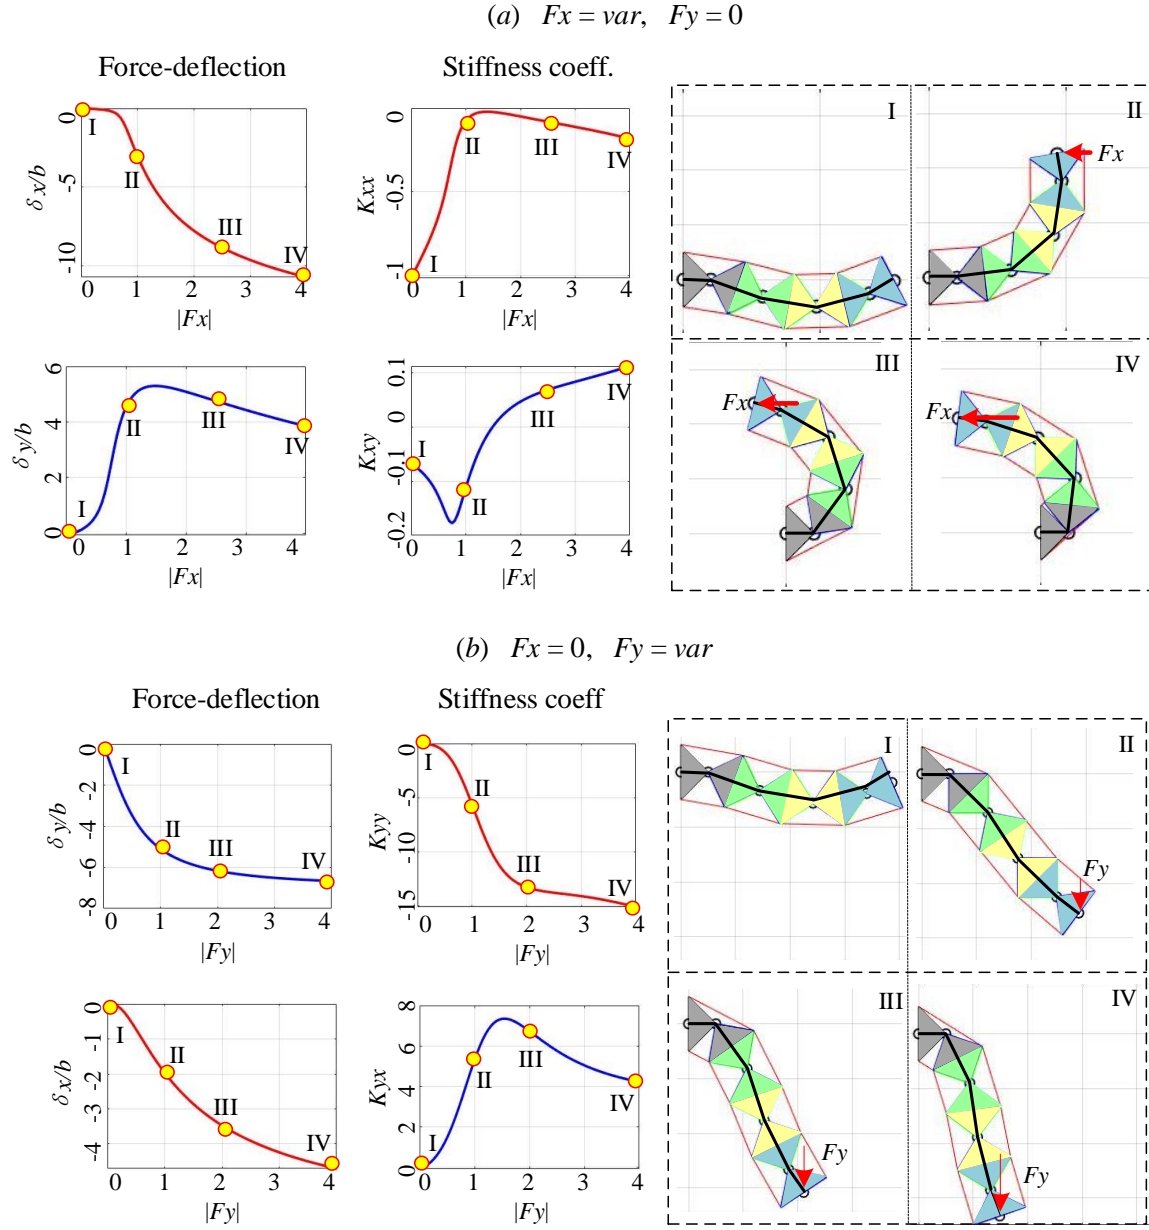 (a) Fx = var, Fy = 0
Force-deflection
Stiffness coeff.
δx/b
0
-5
-10
I
II
III
IV
0 1 2 3 4
|Fx|
Kxx
0
-0.5
-1
I
II
III
IV
0 1 2 3 4
|Fx|
I
II
Fx
III
Fx
IV
Fx
δy/b
6
4
2
0
I
II
III
IV
0 1 2 3 4
|Fx|
Kxy
0.1
0
-0.1
-0.2
I
II
III
IV
0 1 2 3 4
|Fx|
(b) Fx = 0, Fy = var
Force-deflection
Stiffness coeff
δy/b
0
-2
-4
-6
-8
I
II
III
IV
0 1 2 3 4
|Fy|
Kyy
0
-5
-10
-15
I
II
III
IV
0 1 2 3 4
|Fy|
I
II
Fy
III
Fy
IV
Fy
δx/b
0
-1
-2
-3
-4
I
II
III
IV
0 1 2 3 4
|Fy|
Kyx
8
6
4
2
0
I
II
III
IV
0 1 2 3 4
|Fy|